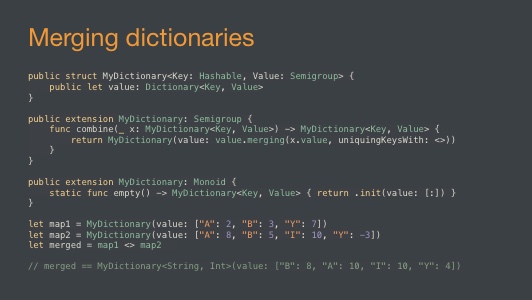 Merging dictionaries
public struct MyDictionary<Key: Hashable, Value: Semigroup> {
    public let value: Dictionary<Key, Value>
}
public extension MyDictionary: Semigroup {
    func combine(_ x: MyDictionary<Key, Value>) -> MyDictionary<Key, Value> {
        return MyDictionary(value: value.merging(x.value, uniquingKeysWith: <>))
    }
}
public extension MyDictionary: Monoid {
    static func empty() -> MyDictionary<Key, Value> { return .init(value: [:]) }
}
let map1 = MyDictionary(value: ["A": 2, "B": 3, "Y": 7])
let map2 = MyDictionary(value: ["A": 8, "B": 5, "I": 10, "Y": -3])
let merged = map1 <> map2
// merged == MyDictionary<String, Int>(value: ["B": 8, "A": 10, "I": 10, "Y": 4])